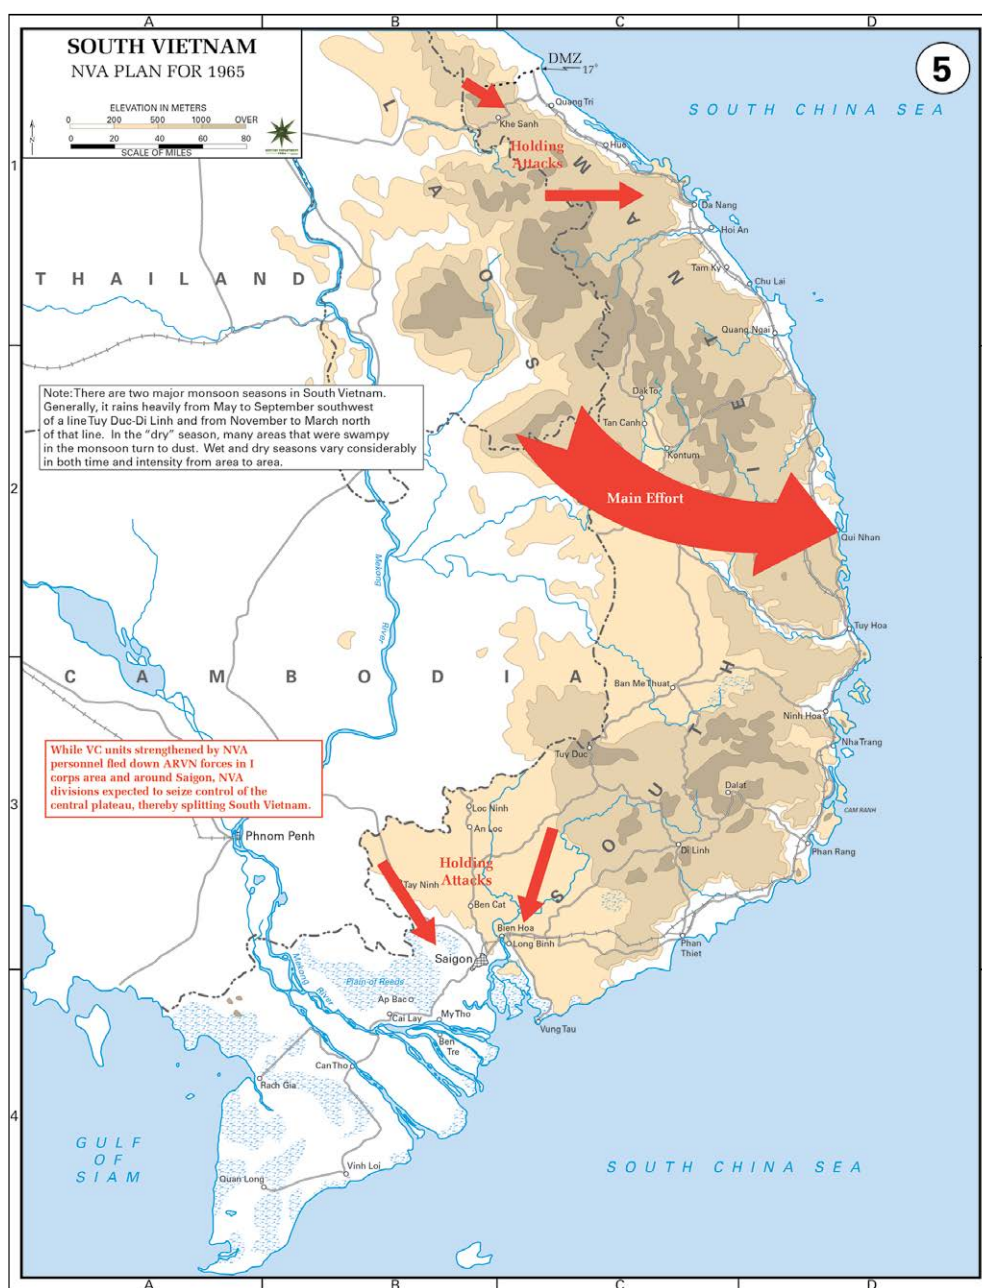 A B C D
SOUTH VIETNAM
NVA PLAN FOR 1965
ELEVATION IN METERS
0 200 500 1000 OVER
0 20 40 60 80
SCALE OF MILES
N
5
DMZ
17°
SOUTH CHINA SEA
Quang Tri
Khe Sanh
Hue
Holding
Attacks
1
LAOS
ANNAM MTS
Da Nang
Hoi An
Tam Ky
Chu Lai
THAILAND
Quang Ngai
Note: There are two major monsoon seasons in South Vietnam.
Generally, it rains heavily from May to September southwest
of a line Tuy Duc-Di Linh and from November to March north
of that line. In the “dry” season, many areas that were swampy
in the monsoon turn to dust. Wet and dry seasons vary considerably
in both time and intensity from area to area.
Dak To
Tan Canh
Kontum
2
Main Effort
Qui Nhan
Mekong
River
Tuy Hoa
CAMBODIA
SOUTH VIETNAM
Ban Me Thuat
Ninh Hoa
Nha Trang
Tuy Duc
While VC units strengthened by NVA
personnel fled down ARVN forces in I
corps area and around Saigon, NVA
divisions expected to seize control of the
central plateau, thereby splitting South Vietnam.
Dalat
CAM RANH
3
Loc Ninh
An Loc
Phnom Penh
Di Linh
Phan Rang
Holding
Attacks
Tay Ninh
Ben Cat
Bien Hoa
Long Binh
Phan
Thiet
Saigon
Mekong
River
Plain of Reeds
Ap Bac
Cai Lay
My Tho
Ben
Tre
Vung Tau
Can Tho
Rach Gia
4
GULF
OF
SIAM
Vinh Loi
Quan Long
SOUTH CHINA SEA
A B C D